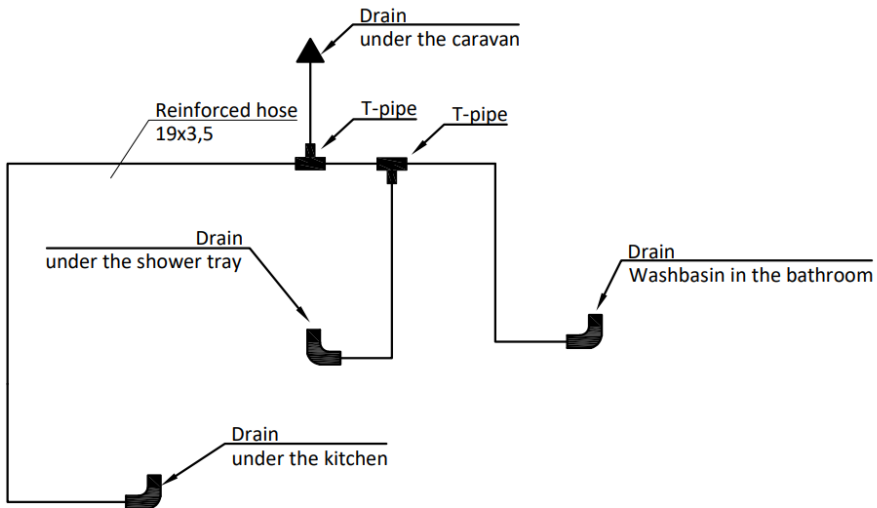 Drain
under the caravan
T-pipe
T-pipe
Reinforced hose
19x3,5
Drain
under the shower tray
Drain
Washbasin in the bathroom
Drain
under the kitchen